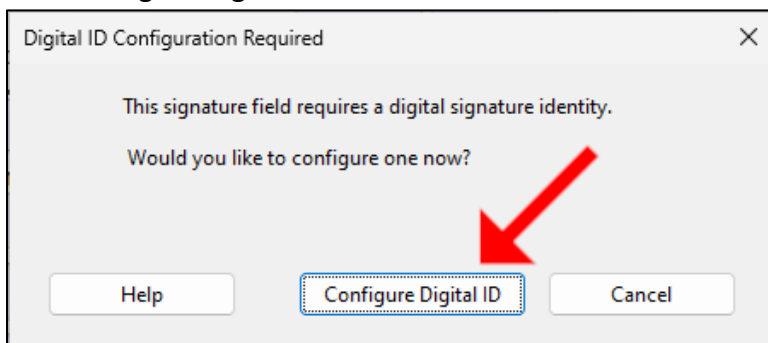 Digital ID Configuration Required
This signature field requires a digital signature identity.
Would you like to configure one now?
Help Configure Digital ID Cancel